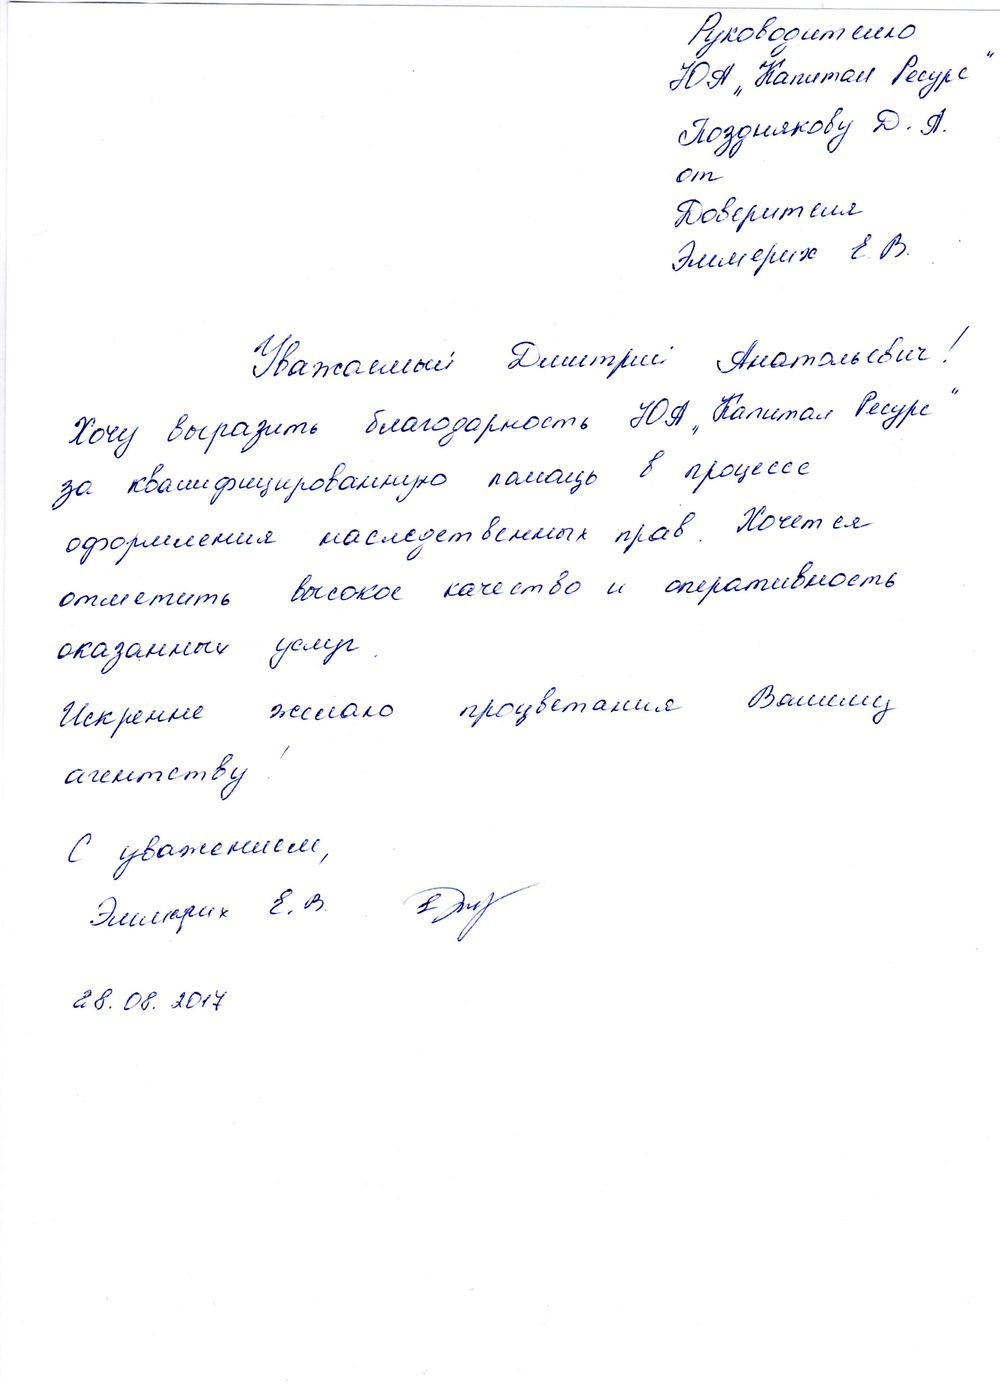 Руководителю
ЮА „Капитал Ресурс"
Позднякову Д. А.
от
Доверителя
Эммерих Е. В.
Уважаемый Дмитрий Анатольевич!
Хочу выразить благодарность ЮА „Капитал Ресурс"
за квалифицированную помощь в процессе
оформления наследственных прав. Хочется
отметить высокое качество и оперативность
оказанных услуг.
Искренне желаю процветания Вашему
агентству!
С уважением,
Эммерих Е. В.
28.08.2017